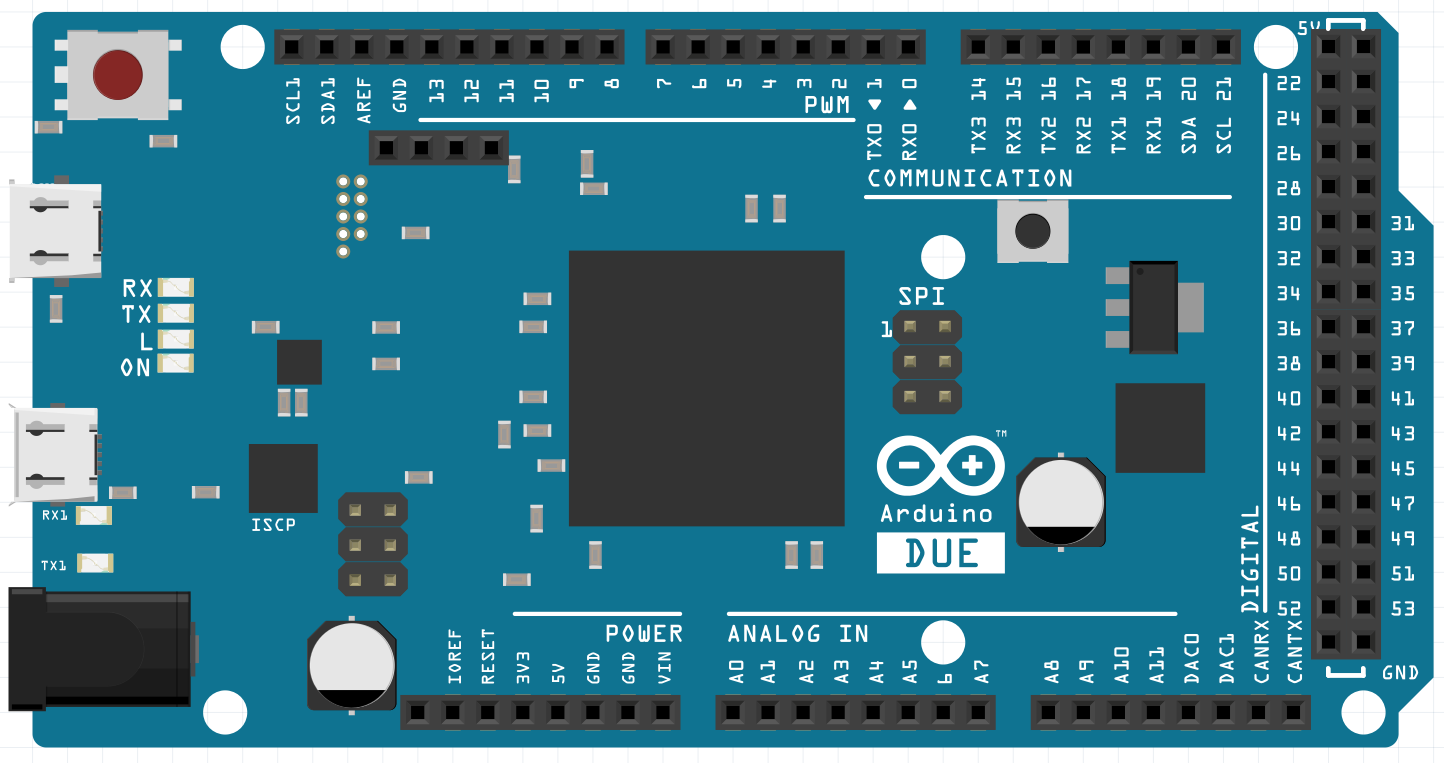 5V
SCL1 SDA1 AREF GND 13 12 11 10 9 8 7 6 5 4 3 2 1 0
TX3 14 RX3 15 TX2 16 RX2 17 TX1 18 RX1 19 SDA 20 SCL 21
PWM
TX0 RX0
COMMUNICATION
22
24
26
28
30 31
32 33
34 35
36 37
38 39
40 41
42 43
44 45
46 47
48 49
50 51
52 53
DIGITAL
RX
TX
L
ON
SPI
1
TM
Arduino
DUE
RX1
ISCP
TX1
POWER
ANALOG IN
IOREF RESET 3V3 5V GND GND VIN
A0 A1 A2 A3 A4 A5 6 A7
A8 A9 A10 A11 DAC0 DAC1 CANRX CANTX
GND